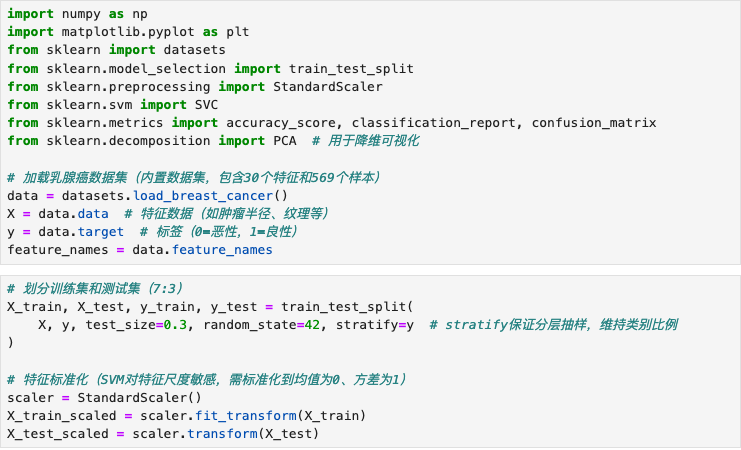 import numpy as np
import matplotlib.pyplot as plt
from sklearn import datasets
from sklearn.model_selection import train_test_split
from sklearn.preprocessing import StandardScaler
from sklearn.svm import SVC
from sklearn.metrics import accuracy_score, classification_report, confusion_matrix
from sklearn.decomposition import PCA  # 用于降维可视化

# 加载乳腺癌数据集（内置数据集，包含30个特征和569个样本）
data = datasets.load_breast_cancer()
X = data.data  # 特征数据（如肿瘤半径、纹理等）
y = data.target  # 标签（0=恶性，1=良性）
feature_names = data.feature_names

# 划分训练集和测试集（7:3）
X_train, X_test, y_train, y_test = train_test_split(
    X, y, test_size=0.3, random_state=42, stratify=y  # stratify保证分层抽样，维持类别比例
)

# 特征标准化（SVM对特征尺度敏感，需标准化到均值为0、方差为1）
scaler = StandardScaler()
X_train_scaled = scaler.fit_transform(X_train)
X_test_scaled = scaler.transform(X_test)